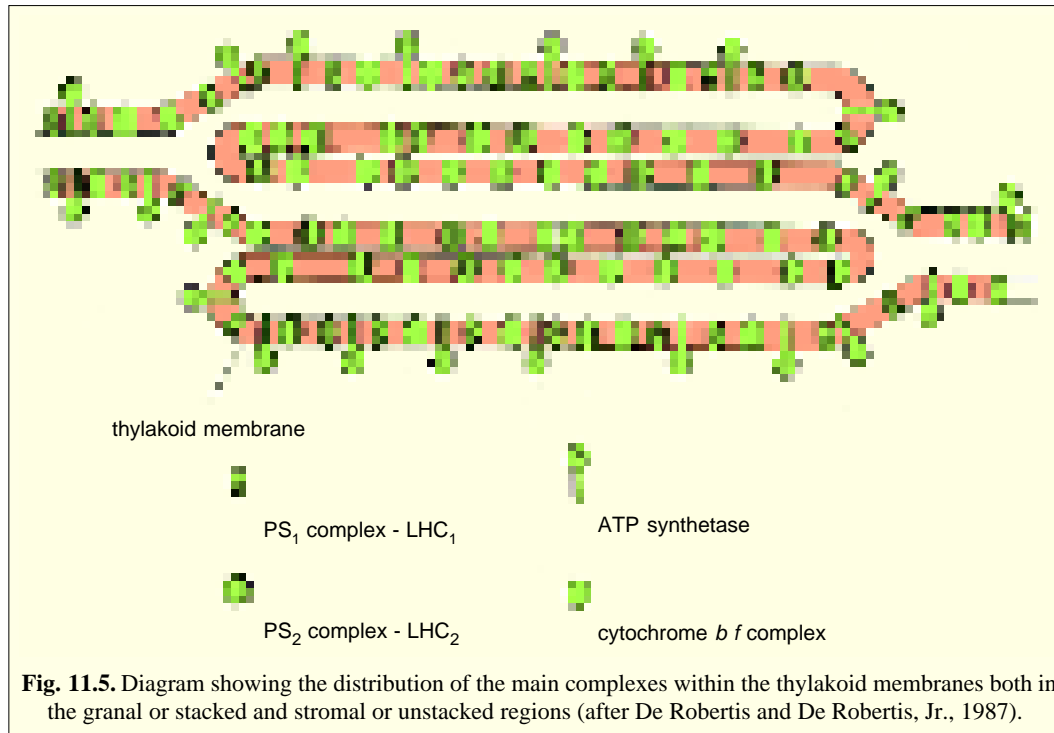 thylakoid membrane
PS1 complex - LHC1
ATP synthetase
PS2 complex - LHC2
cytochrome b f complex
Fig. 11.5. Diagram showing the distribution of the main complexes within the thylakoid membranes both in
the granal or stacked and stromal or unstacked regions (after De Robertis and De Robertis, Jr., 1987).